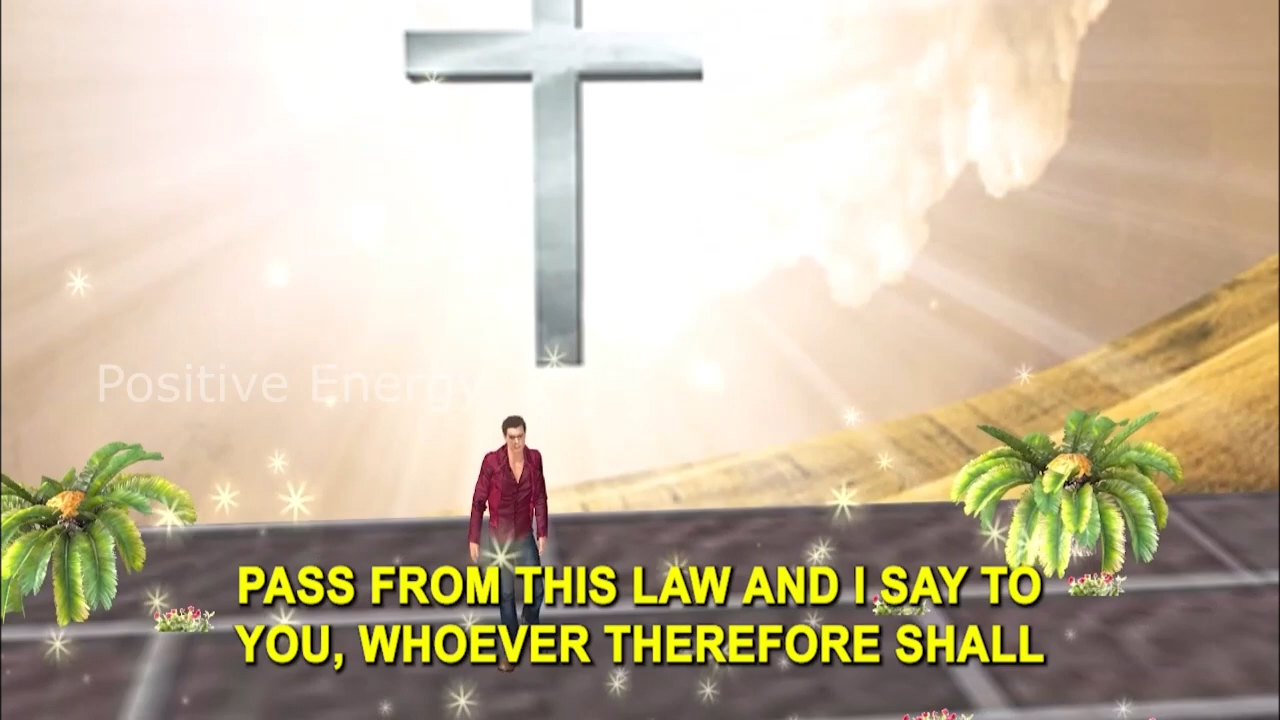 Positive Energy
PASS FROM THIS LAW AND I SAY TO
YOU, WHOEVER THEREFORE SHALL